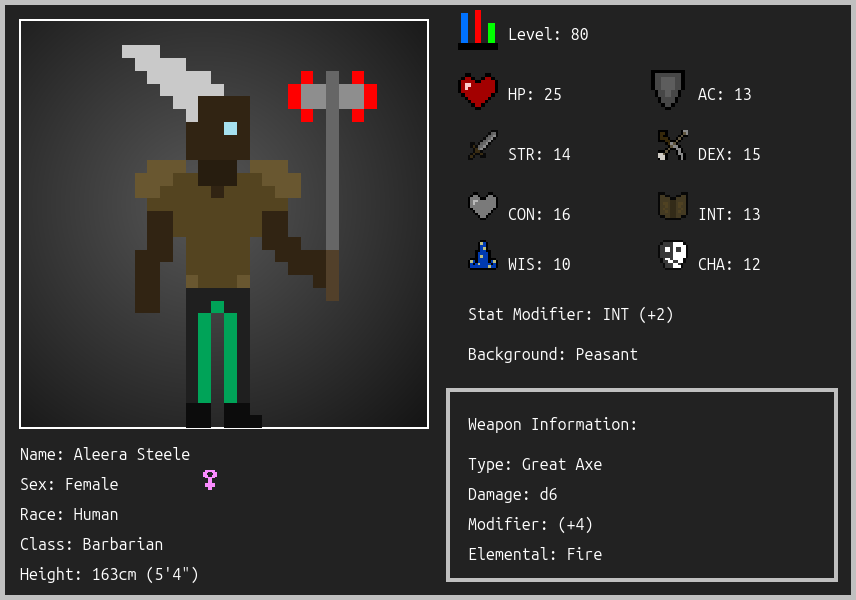 Level: 80
HP: 25
AC: 13
STR: 14
DEX: 15
CON: 16
INT: 13
WIS: 10
CHA: 12
Stat Modifier: INT (+2)
Background: Peasant
Weapon Information:
Type: Great Axe
Damage: d6
Modifier: (+4)
Elemental: Fire
Name: Aleera Steele
Sex: Female
Race: Human
Class: Barbarian
Height: 163cm (5'4")